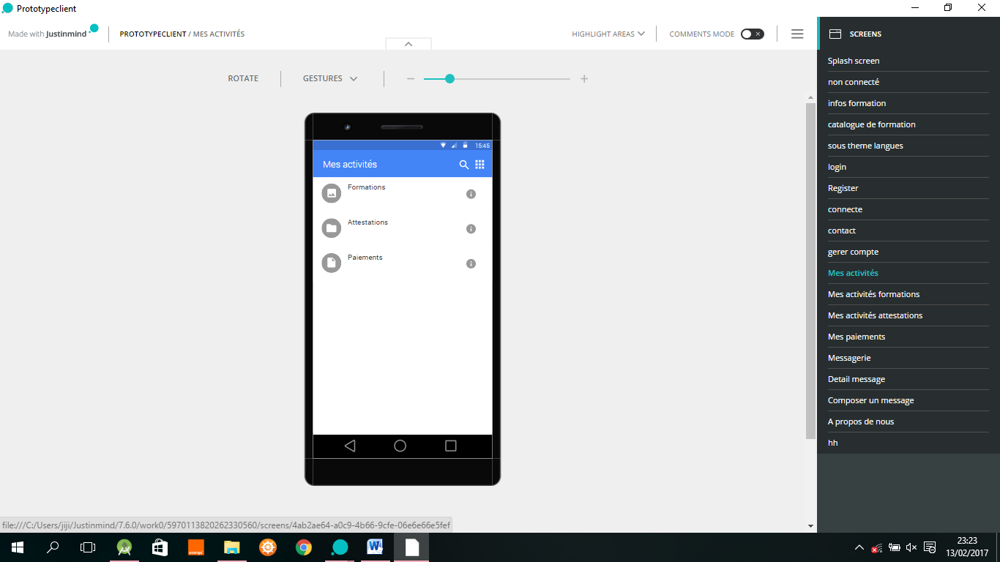 Prototypeclient
Made with Justinmind
PROTOTYPECLIENT / MES ACTIVITÉS
HIGHLIGHT AREAS
COMMENTS MODE
ROTATE
GESTURES
15:45
Mes activités
Formations
Attestations
Paiements
SCREENS
Splash screen
non connecté
infos formation
catalogue de formation
sous theme langues
login
Register
connecte
contact
gerer compte
Mes activités
Mes activités formations
Mes activités attestations
Mes paiements
Messagerie
Detail message
Composer un message
A propos de nous
hh
file:///C:/Users/jiji/Justinmind/7.6.0/work0/5970113820262330560/screens/4ab2ae64-a0c9-4b66-9cfe-06e6e66e5fef
orange
23:23
13/02/2017